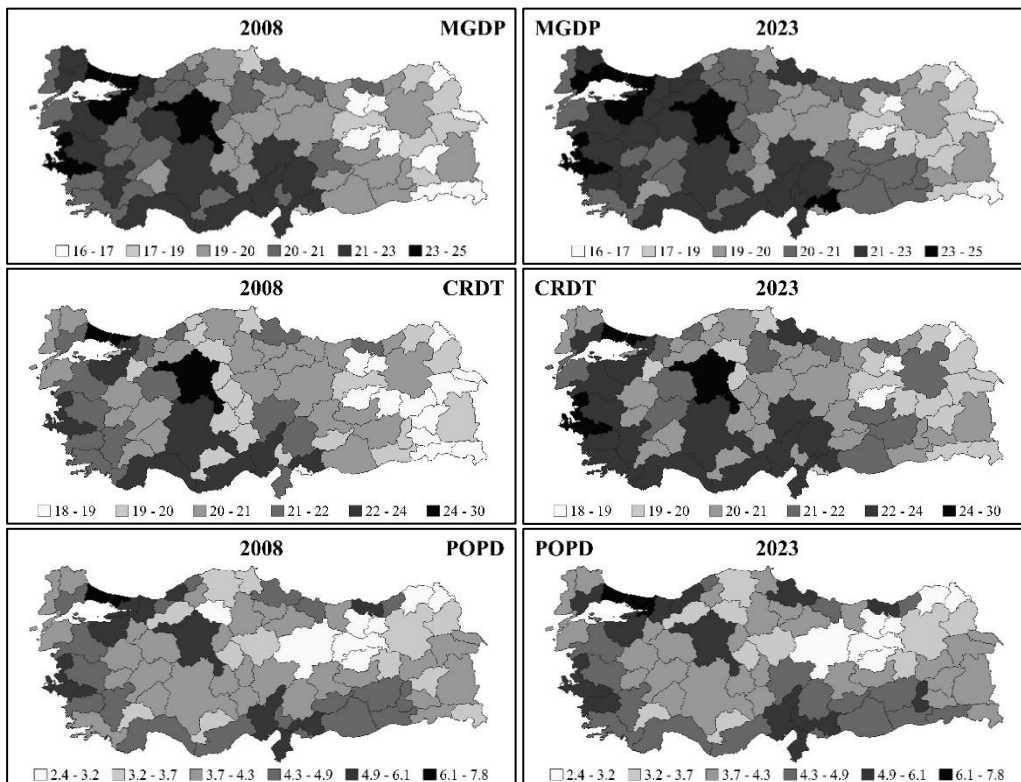 2008 MGDP
16 - 17 17 - 19 19 - 20 20 - 21 21 - 23 23 - 25
MGDP 2023
16 - 17 17 - 19 19 - 20 20 - 21 21 - 23 23 - 25
2008 CRDT
18 - 19 19 - 20 20 - 21 21 - 22 22 - 24 24 - 30
CRDT 2023
18 - 19 19 - 20 20 - 21 21 - 22 22 - 24 24 - 30
2008 POPD
2.4 - 3.2 3.2 - 3.7 3.7 - 4.3 4.3 - 4.9 4.9 - 6.1 6.1 - 7.8
POPD 2023
2.4 - 3.2 3.2 - 3.7 3.7 - 4.3 4.3 - 4.9 4.9 - 6.1 6.1 - 7.8